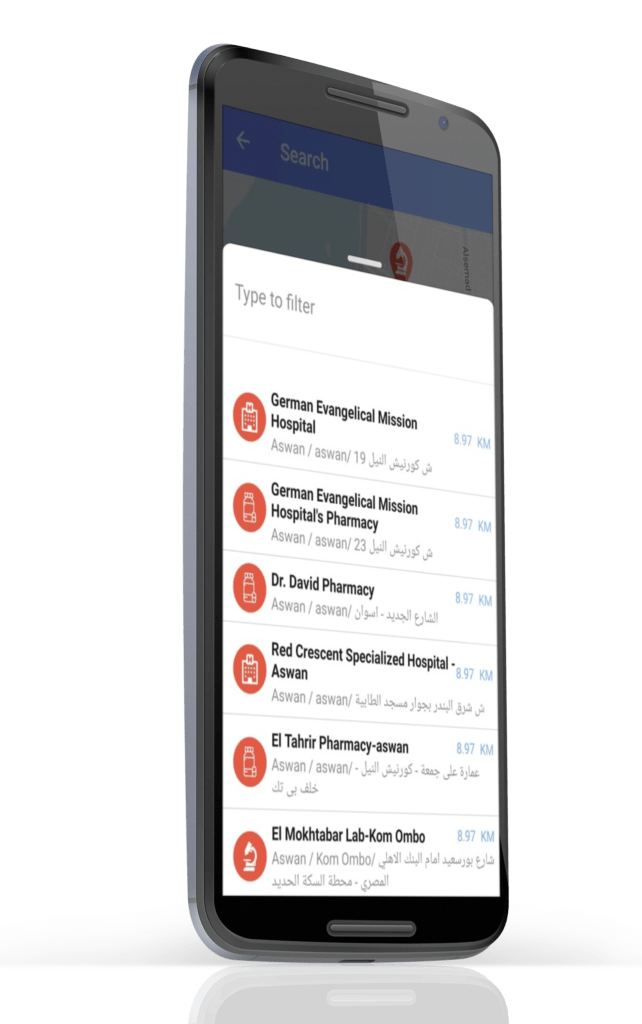 Search
Alsemad
Type to filter
German Evangelical Mission
Hospital
8.97 KM
Aswan / aswan/ 19 ش كورنيش النيل
German Evangelical Mission
Hospital's Pharmacy
8.97 KM
Aswan / aswan/ 23 ش كورنيش النيل
Dr. David Pharmacy
8.97 KM
Aswan / aswan/ الشارع الجديد - اسوان
Red Crescent Specialized Hospital -
Aswan
8.97 KM
Aswan / aswan/ ش شرق البندر بجوار مسجد الطابية
El Tahrir Pharmacy-aswan
8.97 KM
Aswan / aswan/ عمارة على جمعة - كورنيش النيل -
خلف بى تك
El Mokhtabar Lab-Kom Ombo
8.97 KM
Aswan / Kom Ombo/ شارع بورسعيد امام البنك الاهلي
المصري - محطة السكة الحديد